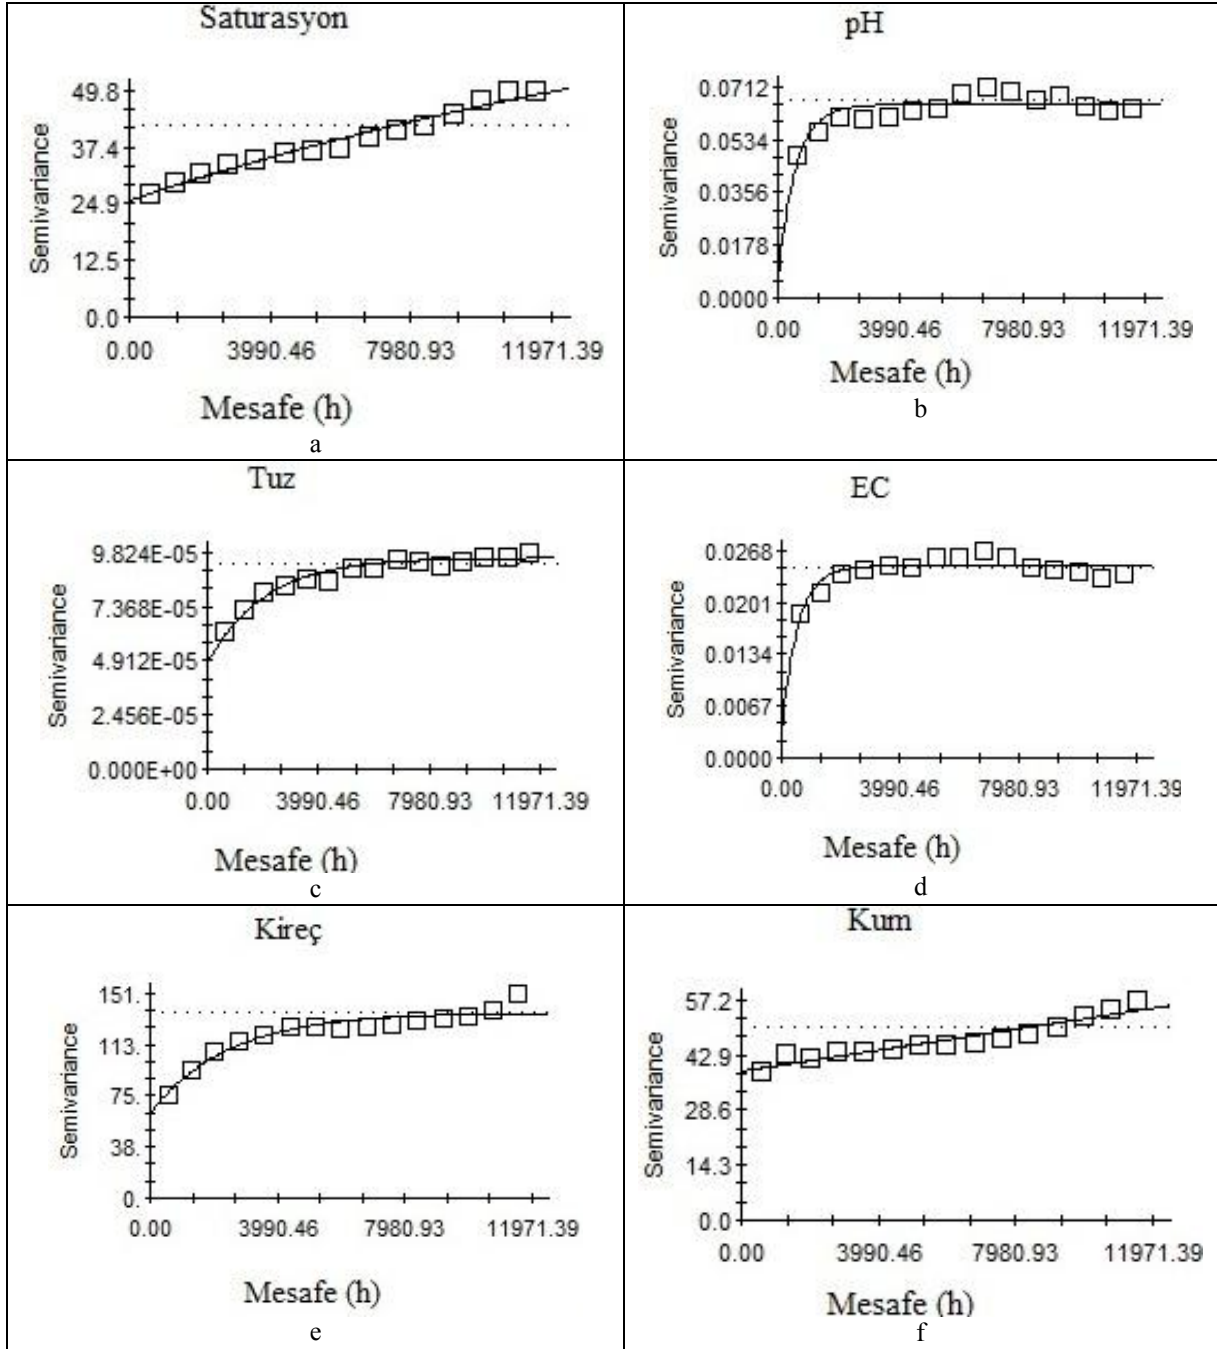 Saturasyon
Semivariance
49.8
37.4
24.9
12.5
0.0
0.00 3990.46 7980.93 11971.39
Mesafe (h)
a
pH
Semivariance
0.0712
0.0534
0.0356
0.0178
0.0000
0.00 3990.46 7980.93 11971.39
Mesafe (h)
b
Tuz
Semivariance
9.824E-05
7.368E-05
4.912E-05
2.456E-05
0.000E+00
0.00 3990.46 7980.93 11971.39
Mesafe (h)
c
EC
Semivariance
0.0268
0.0201
0.0134
0.0067
0.0000
0.00 3990.46 7980.93 11971.39
Mesafe (h)
d
Kireç
Semivariance
151.
113.
75.
38.
0.
0.00 3990.46 7980.93 11971.39
Mesafe (h)
e
Kum
Semivariance
57.2
42.9
28.6
14.3
0.0
0.00 3990.46 7980.93 11971.39
Mesafe (h)
f